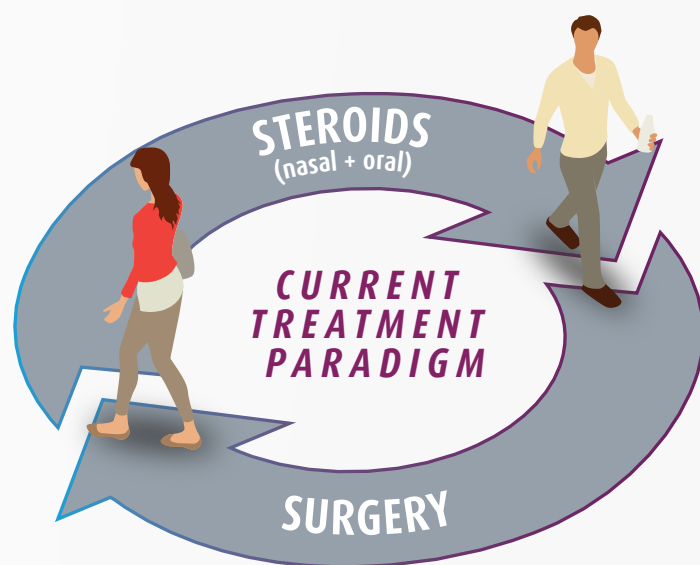 STEROIDS
(nasal + oral)
CURRENT
TREATMENT
PARADIGM
SURGERY